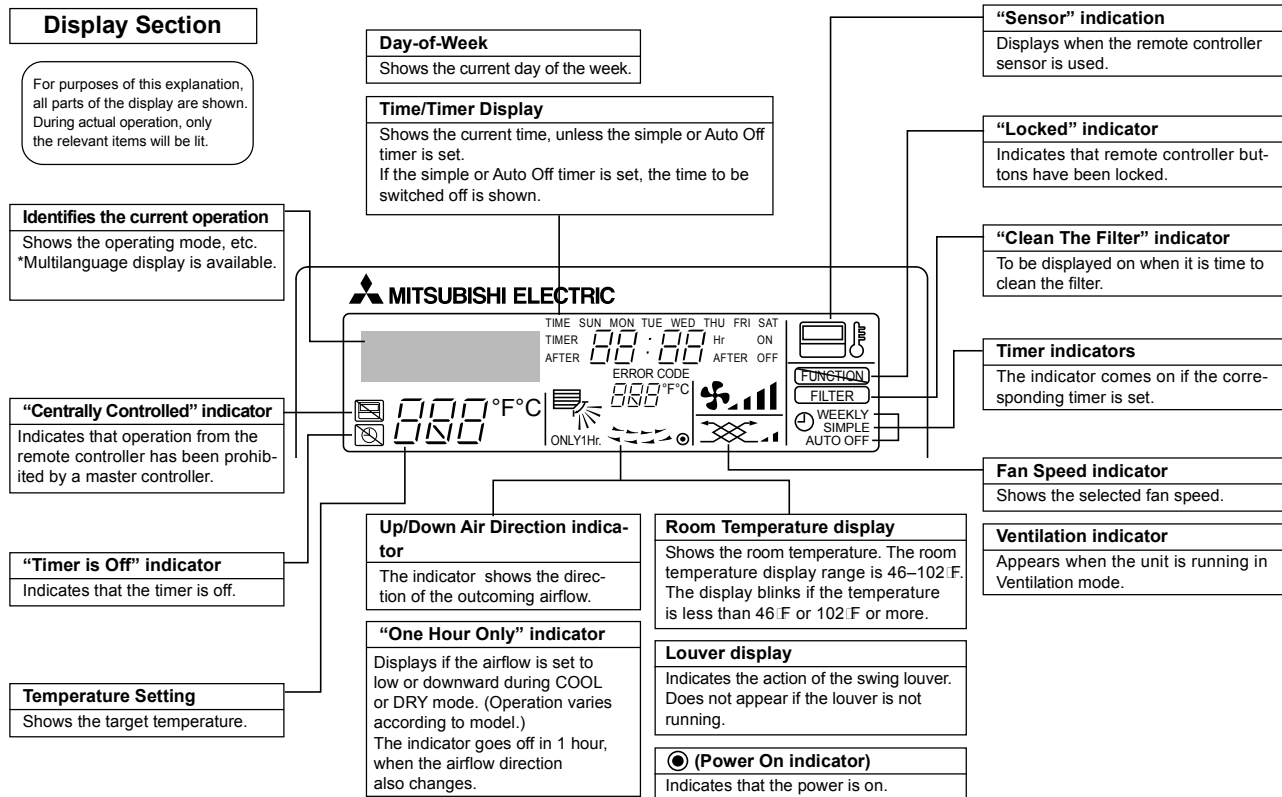 Display Section
For purposes of this explanation,
all parts of the display are shown.
During actual operation, only
the relevant items will be lit.
Identifies the current operation
Shows the operating mode, etc.
*Multilanguage display is available.
“Centrally Controlled” indicator
Indicates that operation from the
remote controller has been prohib-
ited by a master controller.
“Timer is Off” indicator
Indicates that the timer is off.
Temperature Setting
Shows the target temperature.
Day-of-Week
Shows the current day of the week.
Time/Timer Display
Shows the current time, unless the simple or Auto Off
timer is set.
If the simple or Auto Off timer is set, the time to be
switched off is shown.
MITSUBISHI ELECTRIC
TIME SUN MON TUE WED THU FRI SAT
TIMER 88:88 Hr ON
AFTER AFTER OFF
ERROR CODE
°F°C
°F°C
ONLY1Hr.
FUNCTION
FILTER
WEEKLY
SIMPLE
AUTO OFF
Up/Down Air Direction indica-
tor
The indicator shows the direc-
tion of the outcoming airflow.
“One Hour Only” indicator
Displays if the airflow is set to
low or downward during COOL
or DRY mode. (Operation varies
according to model.)
The indicator goes off in 1 hour,
when the airflow direction
also changes.
Room Temperature display
Shows the room temperature. The room
temperature display range is 46–102 F.
The display blinks if the temperature
is less than 46 F or 102 F or more.
Louver display
Indicates the action of the swing louver.
Does not appear if the louver is not
running.
(Power On indicator)
Indicates that the power is on.
“Sensor” indication
Displays when the remote controller
sensor is used.
“Locked” indicator
Indicates that remote controller but-
tons have been locked.
“Clean The Filter” indicator
To be displayed on when it is time to
clean the filter.
Timer indicators
The indicator comes on if the corre-
sponding timer is set.
Fan Speed indicator
Shows the selected fan speed.
Ventilation indicator
Appears when the unit is running in
Ventilation mode.